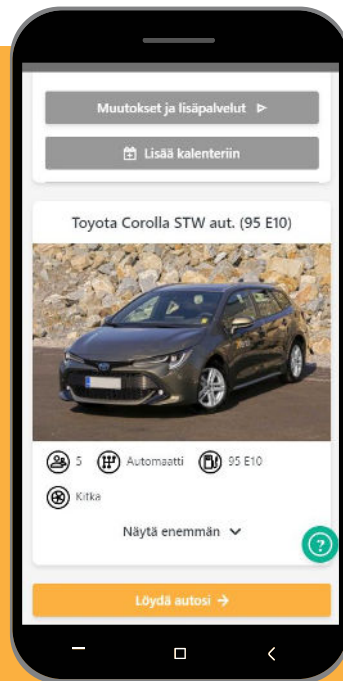 Muutokset ja lisäpalvelut
Lisää kalenteriin
Toyota Corolla STW aut. (95 E10)
5 Automaatti 95 E10
Kitka
Näytä enemmän
?
Löydä autosi →